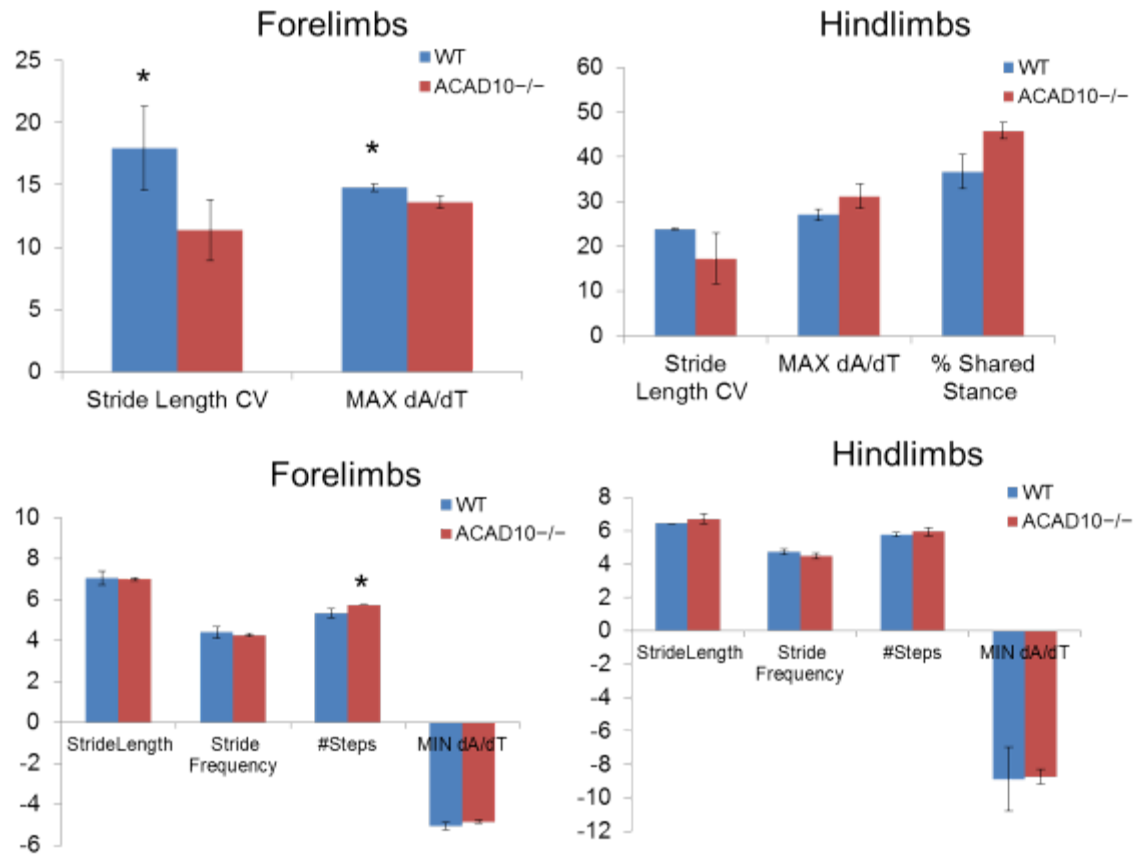 Forelimbs
WT
ACAD10−/−
25
20
15
10
5
0
*
*
Stride Length CV
MAX dA/dT
Hindlimbs
WT
ACAD10−/−
60
50
40
30
20
10
0
Stride
Length CV
MAX dA/dT
% Shared
Stance
Forelimbs
WT
ACAD10−/−
10
8
6
4
2
0
-2
-4
-6
*
StrideLength
Stride
Frequency
#Steps
MIN dA/dT
Hindlimbs
WT
ACAD10−/−
8
6
4
2
0
-2
-4
-6
-8
-10
-12
StrideLength
Stride
Frequency
#Steps
MIN dA/dT